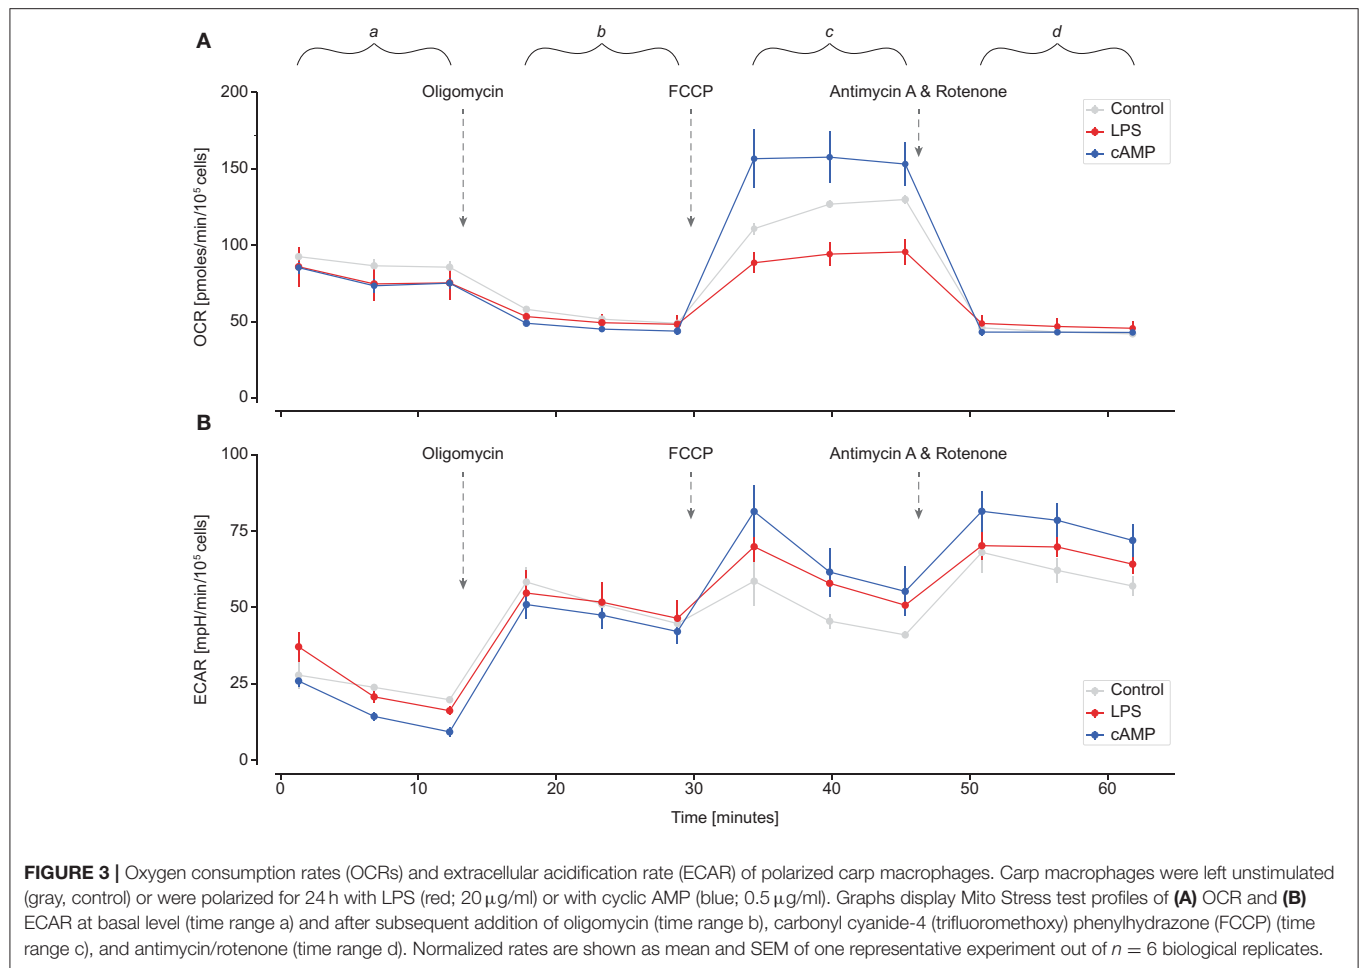 A
a
b
c
d
Oligomycin
FCCP
Antimycin A & Rotenone
200
150
100
50
0
OCR [pmoles/min/10⁵ cells]
Control
LPS
cAMP
B
Oligomycin
FCCP
Antimycin A & Rotenone
100
75
50
25
0
ECAR [mpH/min/10⁵ cells]
Control
LPS
cAMP
0 10 20 30 40 50 60
Time [minutes]
FIGURE 3 | Oxygen consumption rates (OCRs) and extracellular acidification rate (ECAR) of polarized carp macrophages. Carp macrophages were left unstimulated
(gray, control) or were polarized for 24 h with LPS (red; 20 μg/ml) or with cyclic AMP (blue; 0.5 μg/ml). Graphs display Mito Stress test profiles of (A) OCR and (B)
ECAR at basal level (time range a) and after subsequent addition of oligomycin (time range b), carbonyl cyanide-4 (trifluoromethoxy) phenylhydrazone (FCCP) (time
range c), and antimycin/rotenone (time range d). Normalized rates are shown as mean and SEM of one representative experiment out of n = 6 biological replicates.